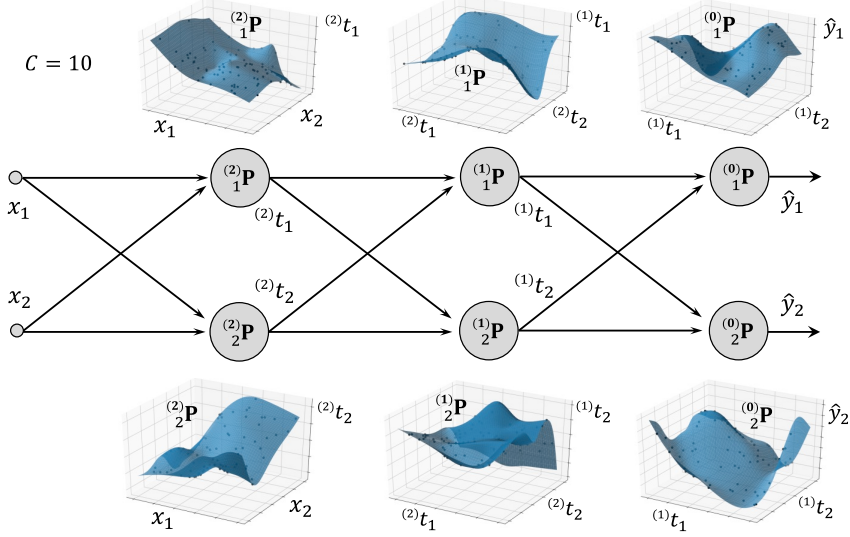 ⁽²⁾₁P ⁽²⁾t₁ ⁽¹⁾t₁ ⁽⁰⁾₁P ŷ₁
C = 10 ⁽¹⁾₁P
x₁ x₂ ⁽²⁾t₁ ⁽²⁾t₂ ⁽¹⁾t₁ ⁽¹⁾t₂
x₁ ⁽²⁾₁P ⁽²⁾t₁ ⁽¹⁾₁P ⁽¹⁾t₁ ⁽⁰⁾₁P ŷ₁
x₂ ⁽²⁾t₂ ⁽¹⁾t₂ ŷ₂
⁽²⁾₂P ⁽¹⁾₂P ⁽⁰⁾₂P
⁽²⁾₂P ⁽²⁾t₂ ⁽¹⁾₂P ⁽¹⁾t₂ ⁽⁰⁾₂P ŷ₂
x₁ x₂ ⁽²⁾t₁ ⁽²⁾t₂ ⁽¹⁾t₁ ⁽¹⁾t₂